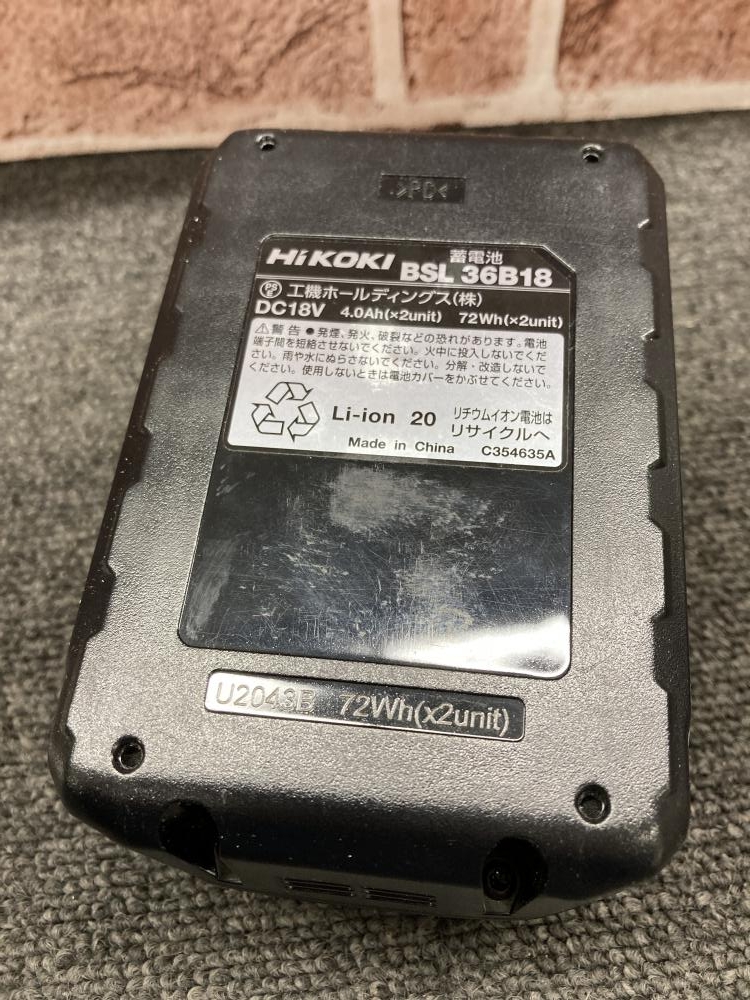 >PC<
HiKOKI 蓄電池 BSL 36B18
PSE 工機ホールディングス(株)
DC18V 4.0Ah(×2unit) 72Wh(×2unit)
⚠警告 ●発煙、発火、破裂などの恐れがあります。電池
端子間を短絡させないでください。火中に投入しないでくだ
さい。雨や水にぬらさないでください。分解・改造しないで
ください。使用しないときは電池カバーをかぶせてください。
Li-ion 20 リチウムイオン電池は
リサイクルへ
Made in China C354635A
U2043B 72Wh(x2unit)